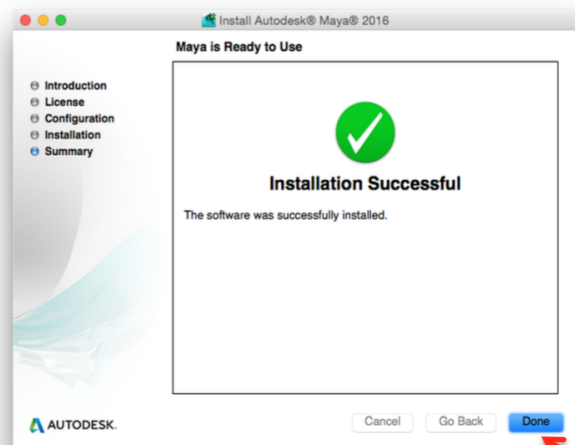 Install Autodesk® Maya® 2016
Maya is Ready to Use
Introduction
License
Configuration
Installation
Summary
Installation Successful
The software was successfully installed.
AUTODESK.
Cancel
Go Back
Done